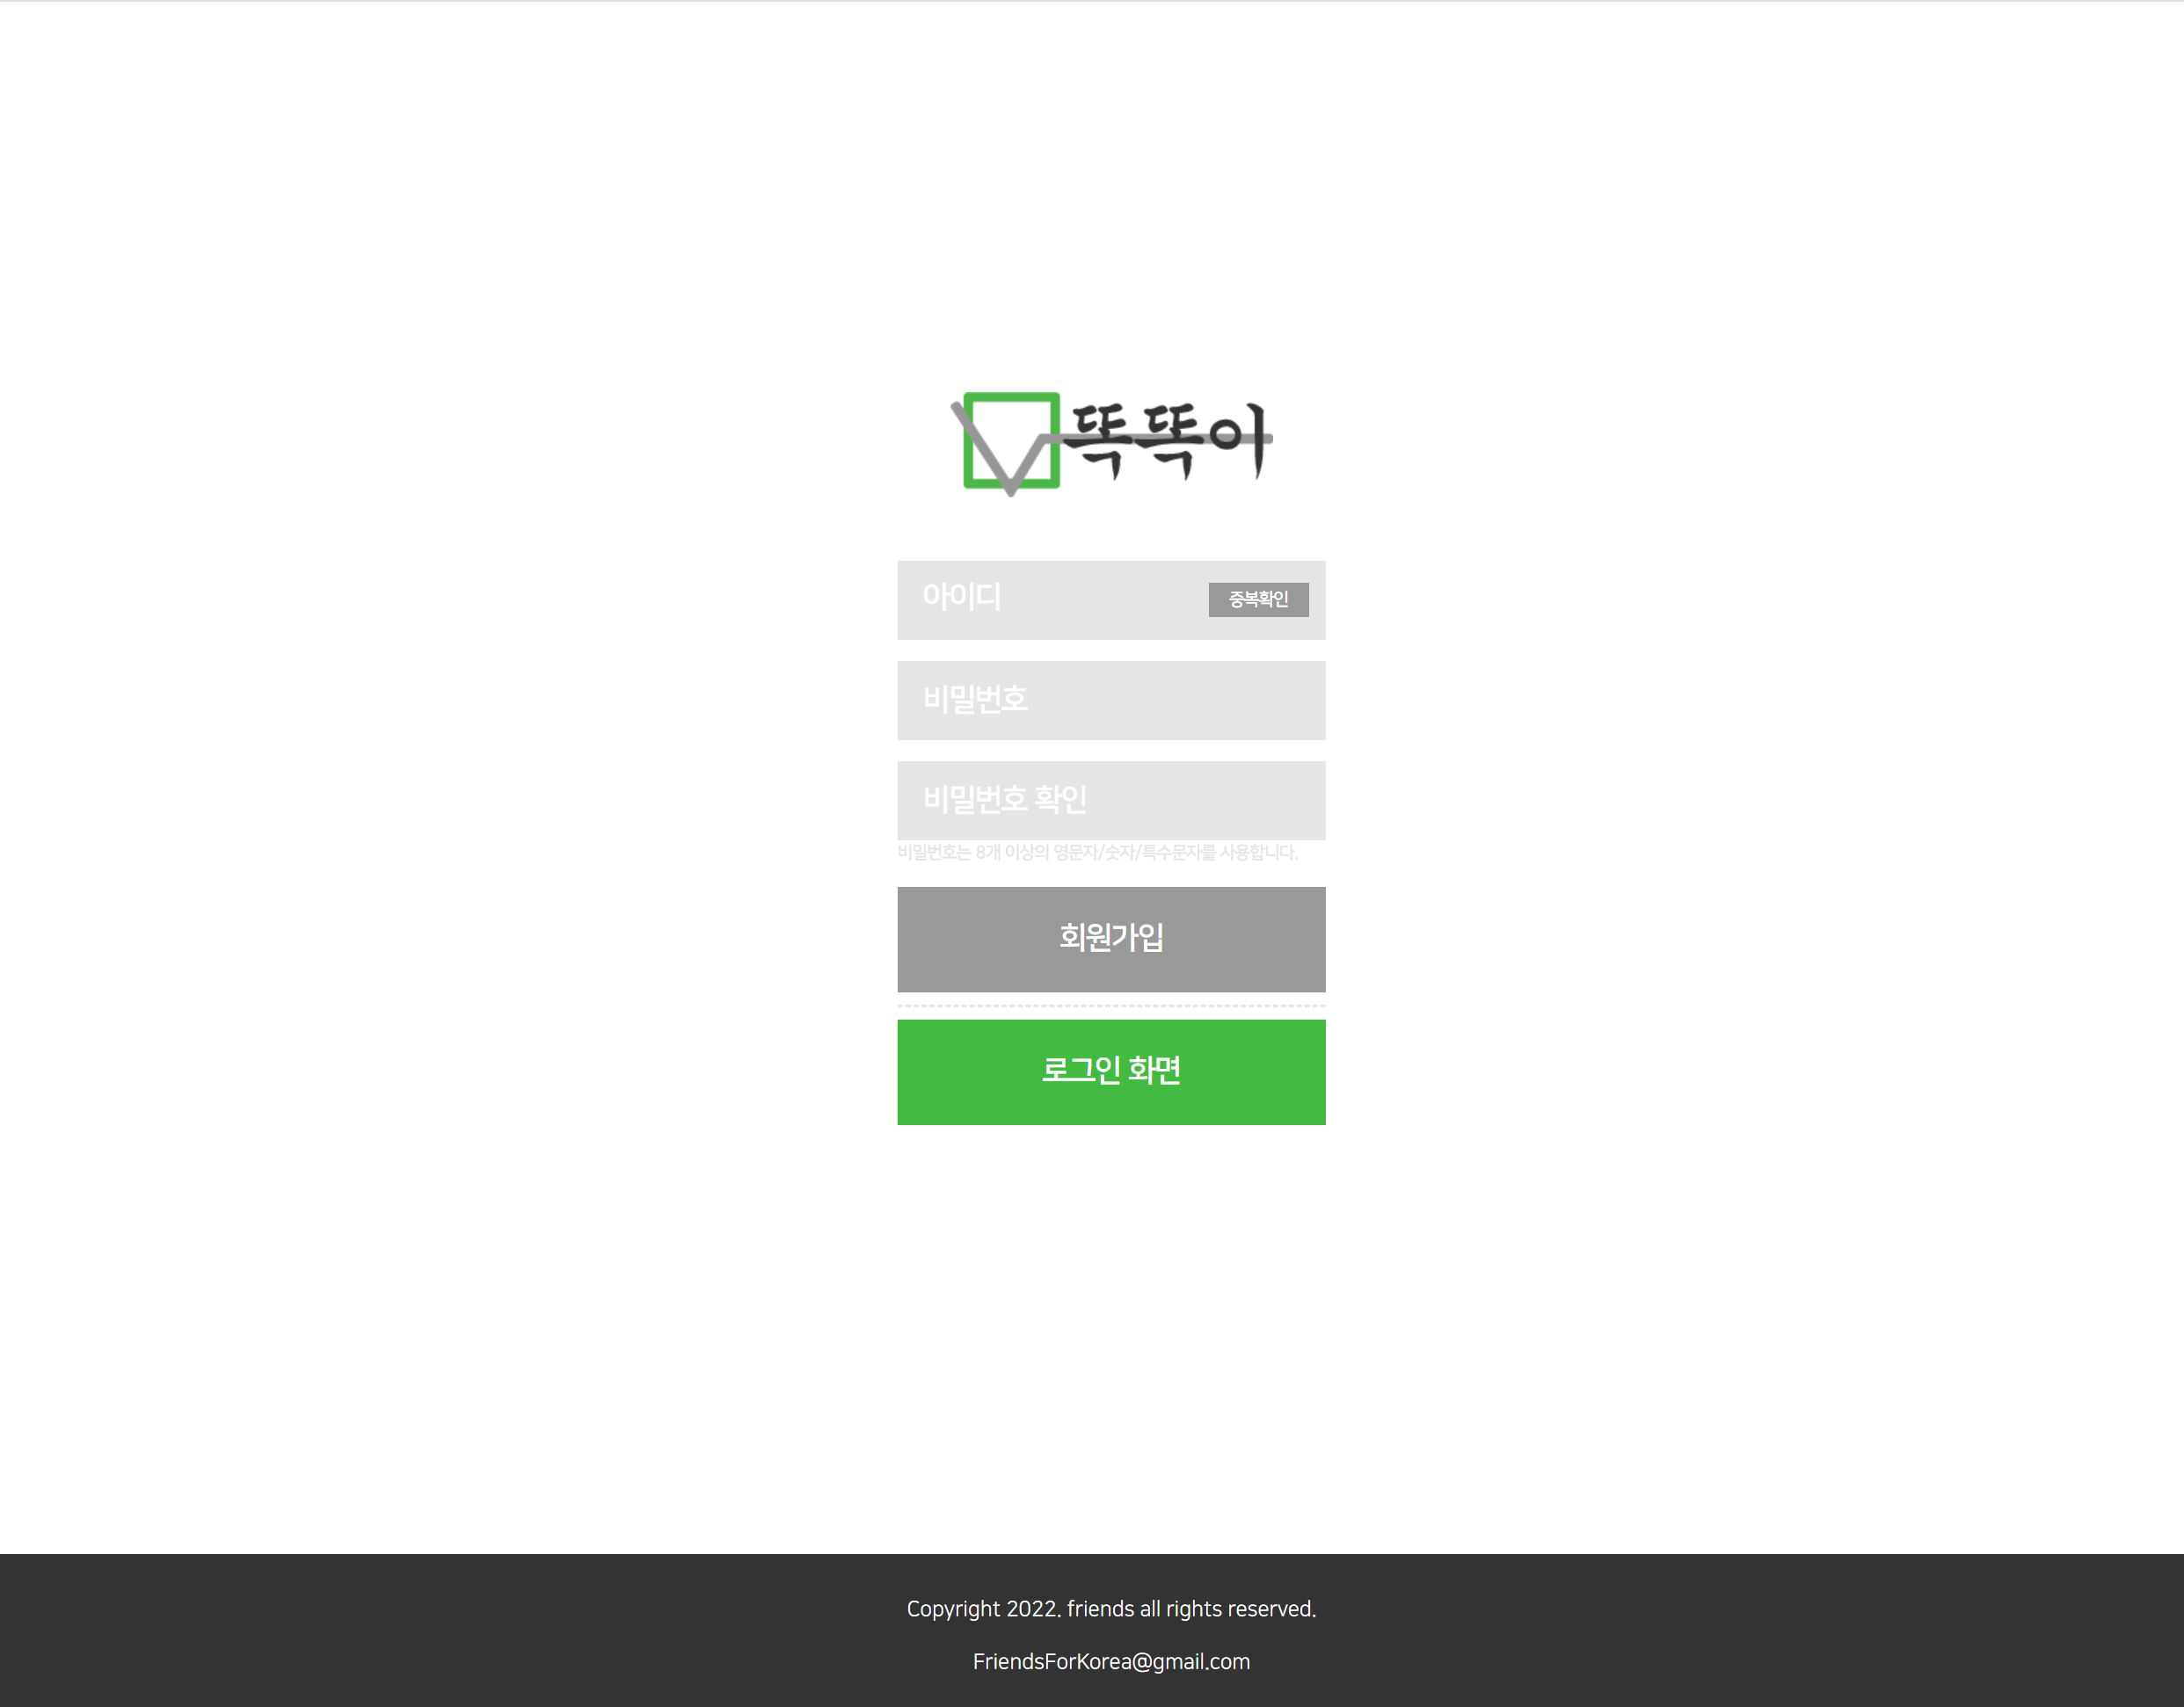 똑똑이
아이디
중복확인
비밀번호
비밀번호 확인
비밀번호는 8개 이상의 영문자/숫자/특수문자를 사용합니다.
회원가입
로그인 화면
Copyright 2022. friends all rights reserved.
FriendsForKorea@gmail.com